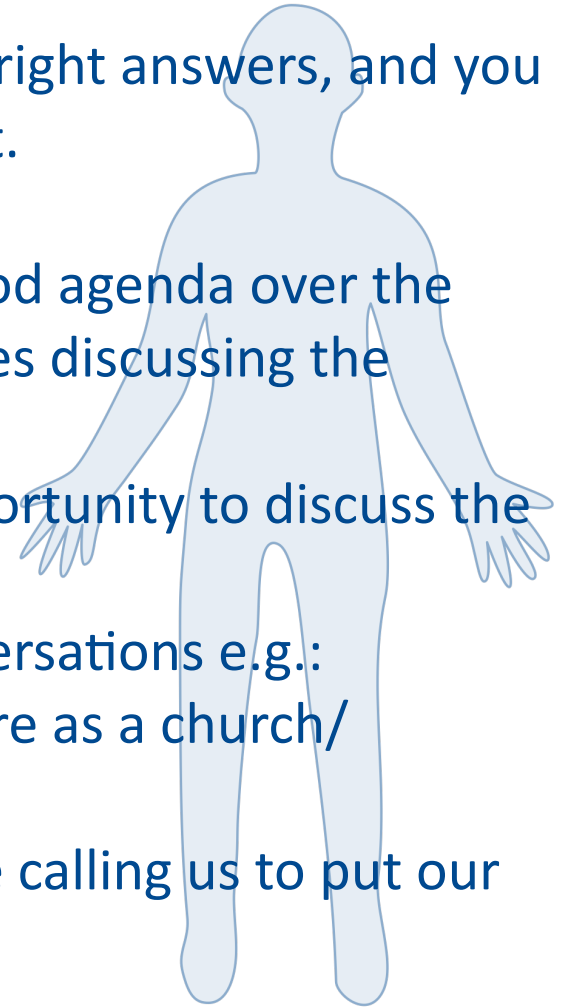 right answers, and you
t.
od agenda over the
es discussing the
ortunity to discuss the
ersations e.g.:
re as a church/
e calling us to put our